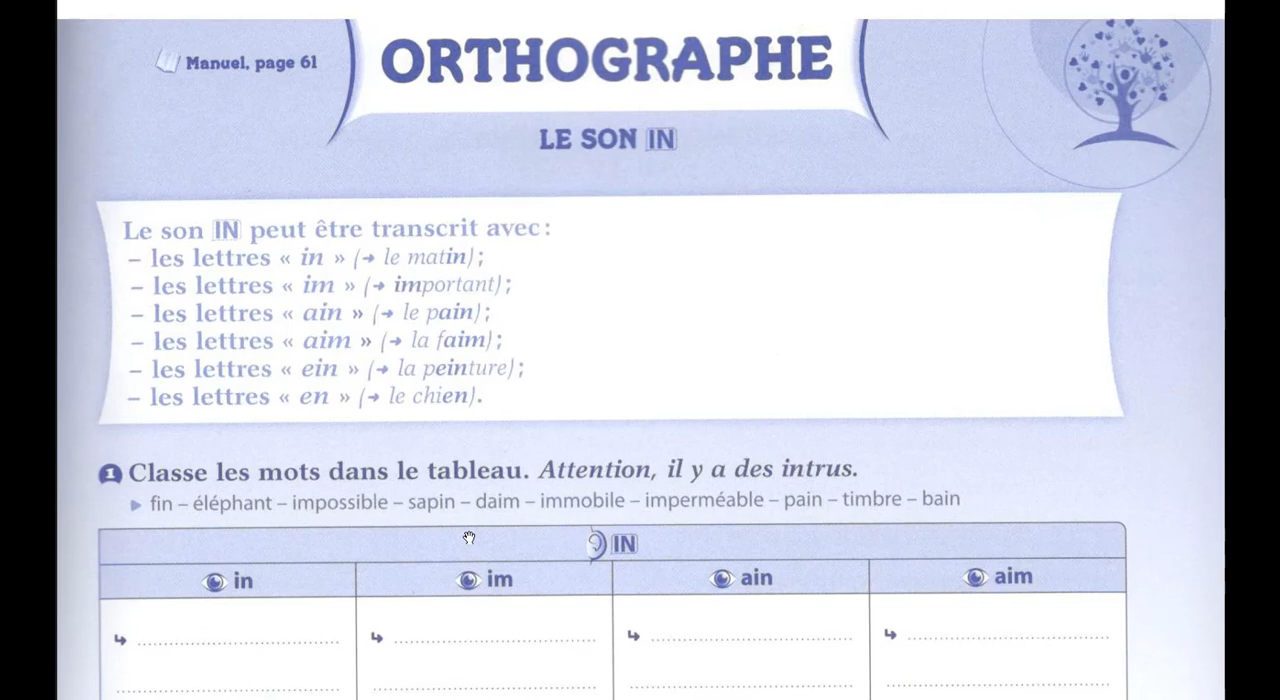 Manuel, page 61
ORTHOGRAPHE
LE SON IN
Le son IN peut être transcrit avec :
– les lettres « in » (→ le matin) ;
– les lettres « im » (→ important) ;
– les lettres « ain » (→ le pain) ;
– les lettres « aim » (→ la faim) ;
– les lettres « ein » (→ la peinture) ;
– les lettres « en » (→ le chien).
1 Classe les mots dans le tableau. Attention, il y a des intrus.
► fin – éléphant – impossible – sapin – daim – immobile – imperméable – pain – timbre – bain
IN
in im ain aim